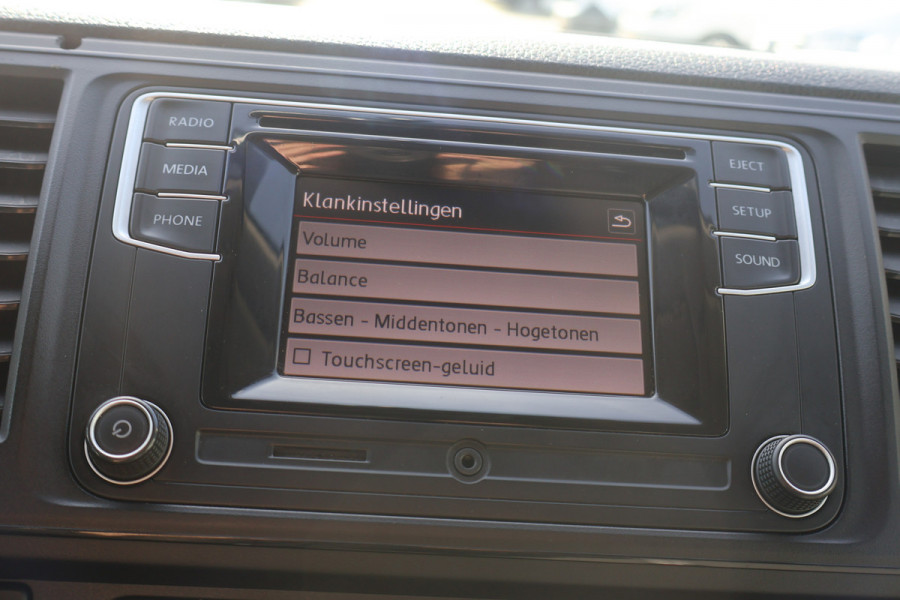 RADIO
MEDIA
PHONE
Klankinstellingen
Volume
Balance
Bassen - Middentonen - Hogetonen
Touchscreen-geluid
EJECT
SETUP
SOUND